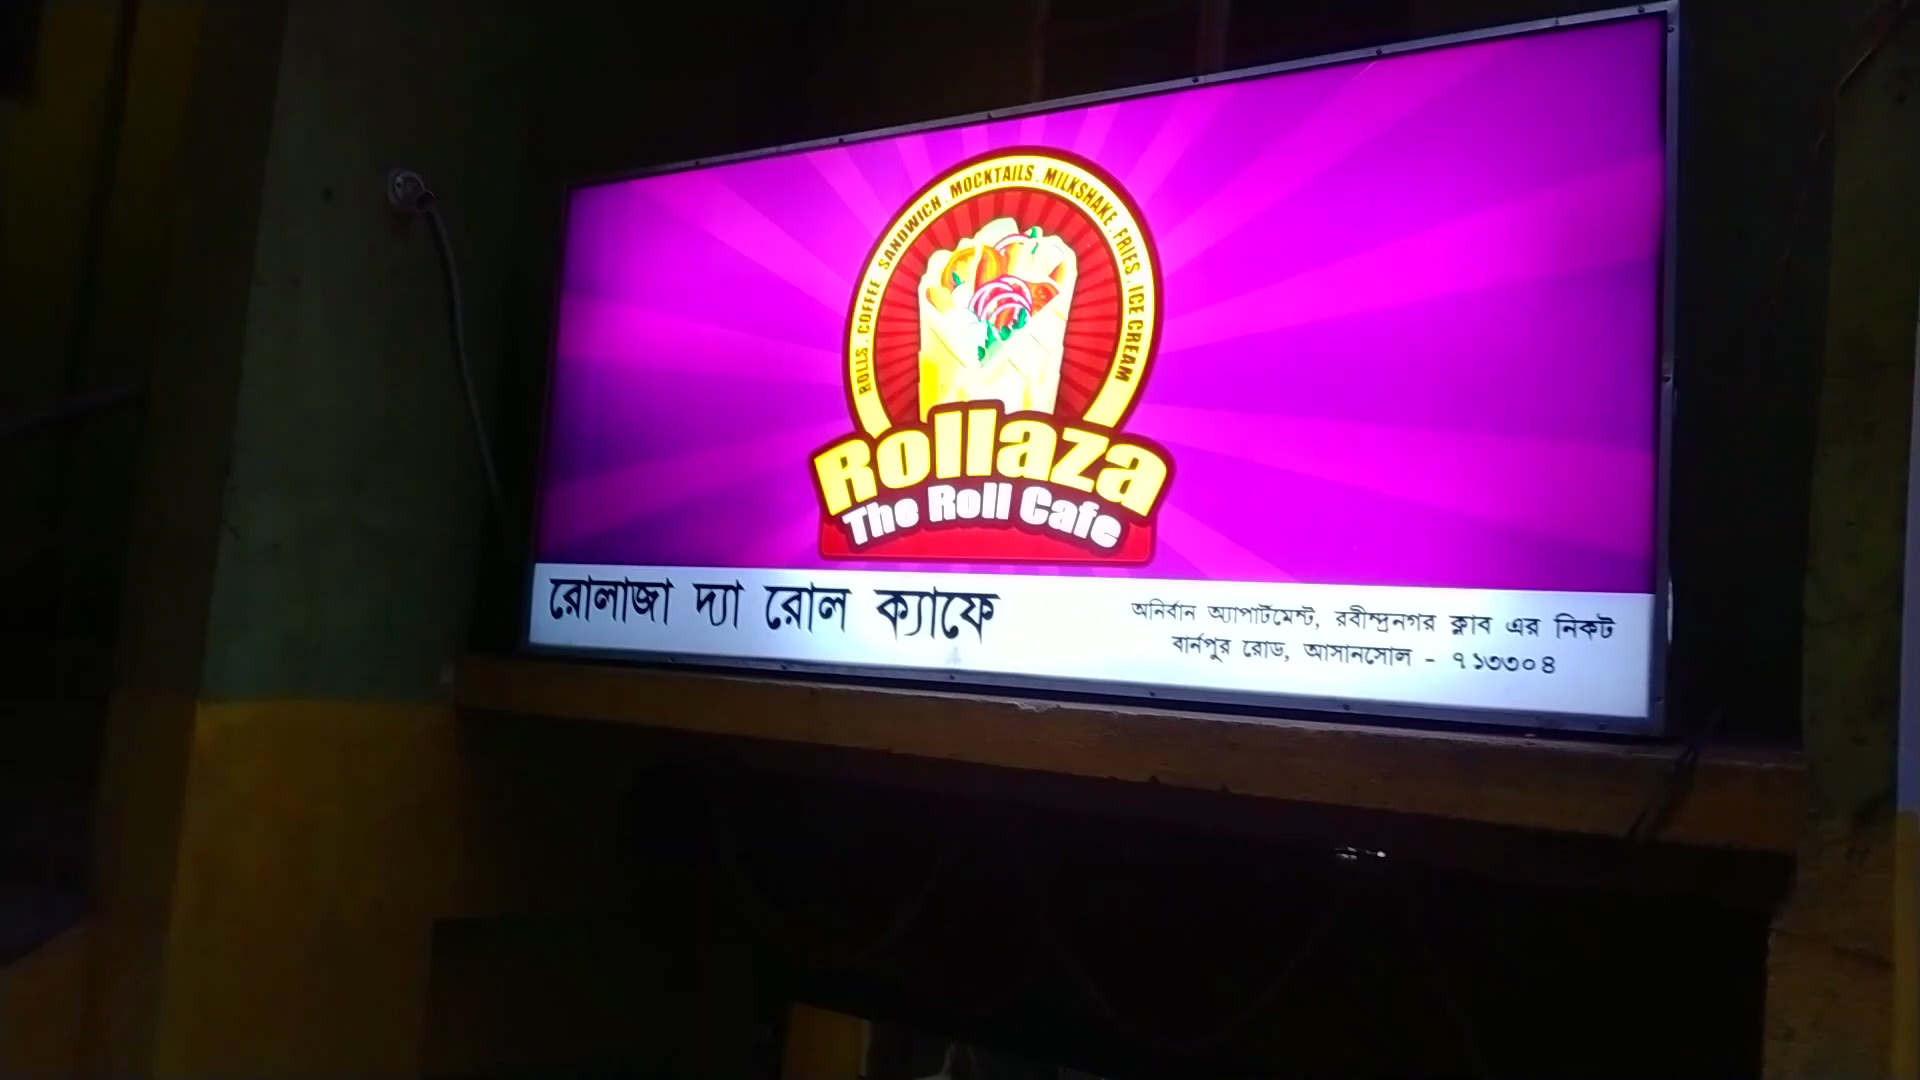 ROLLS . COFFEE . SANDWICH . MOCKTAILS . MILKSHAKE . FRIES . ICE CREAM
Rollaza
The Roll Cafe
রোলাজা দ্যা রোল ক্যাফে
অনির্বান অ্যাপার্টমেন্ট, রবীন্দ্রনগর ক্লাব এর নিকট
বার্নপুর রোড, আসানসোল - ৭১৩৩০৪